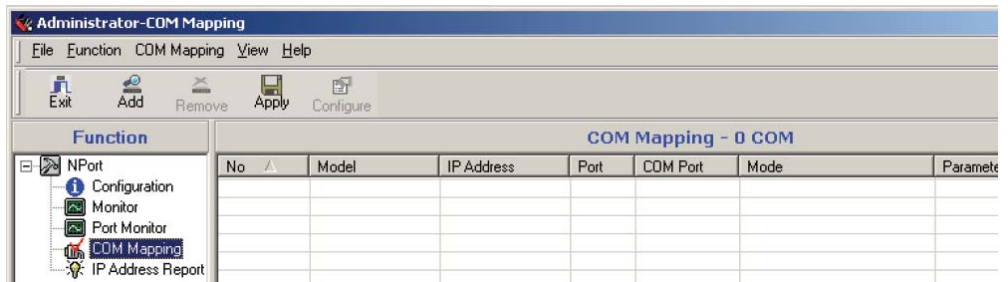 Administrator-COM Mapping
File Function COM Mapping View Help
Exit Add Remove Apply Configure
Function COM Mapping - 0 COM
NPort No Model IP Address Port COM Port Mode Paramete
Configuration
Monitor
Port Monitor
COM Mapping
IP Address Report